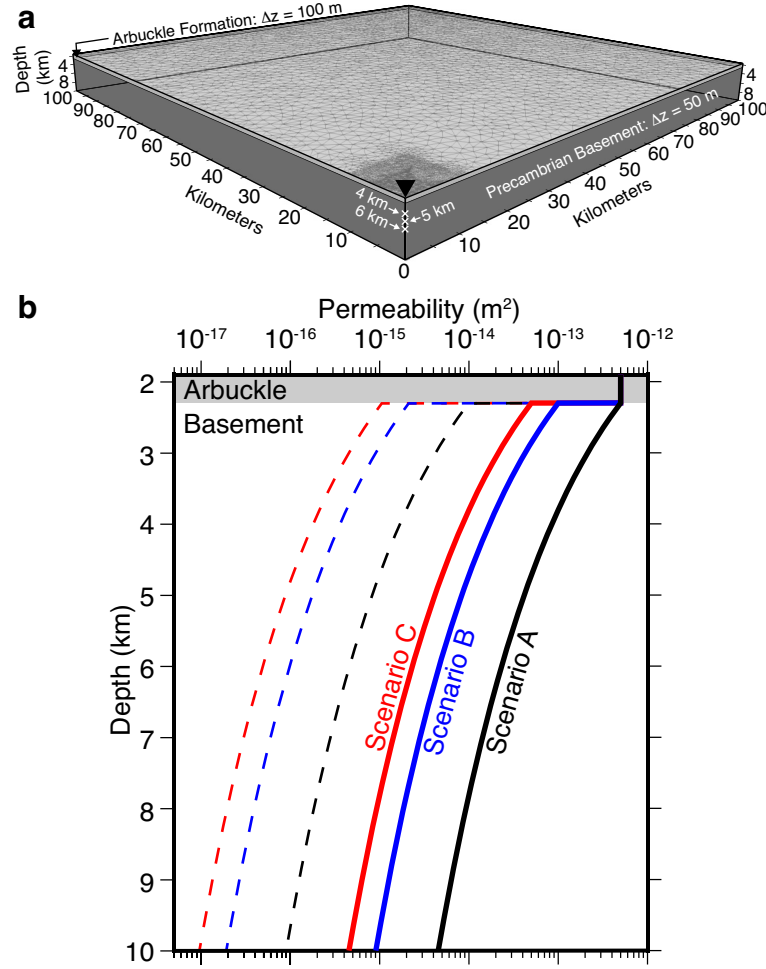 a
Arbuckle Formation: Δz = 100 m
Depth
(km)
4
8
100
90
80
70
60
50
40
30
20
10
0
Kilometers
4
8
100
90
80
70
60
50
40
30
20
10
Kilometers
Precambrian Basement: Δz = 50 m
4 km
5 km
6 km
b
Permeability (m²)
10⁻¹⁷ 10⁻¹⁶ 10⁻¹⁵ 10⁻¹⁴ 10⁻¹³ 10⁻¹²
2
Arbuckle
Basement
3
4
5
6
7
8
9
10
Depth (km)
Scenario C
Scenario B
Scenario A